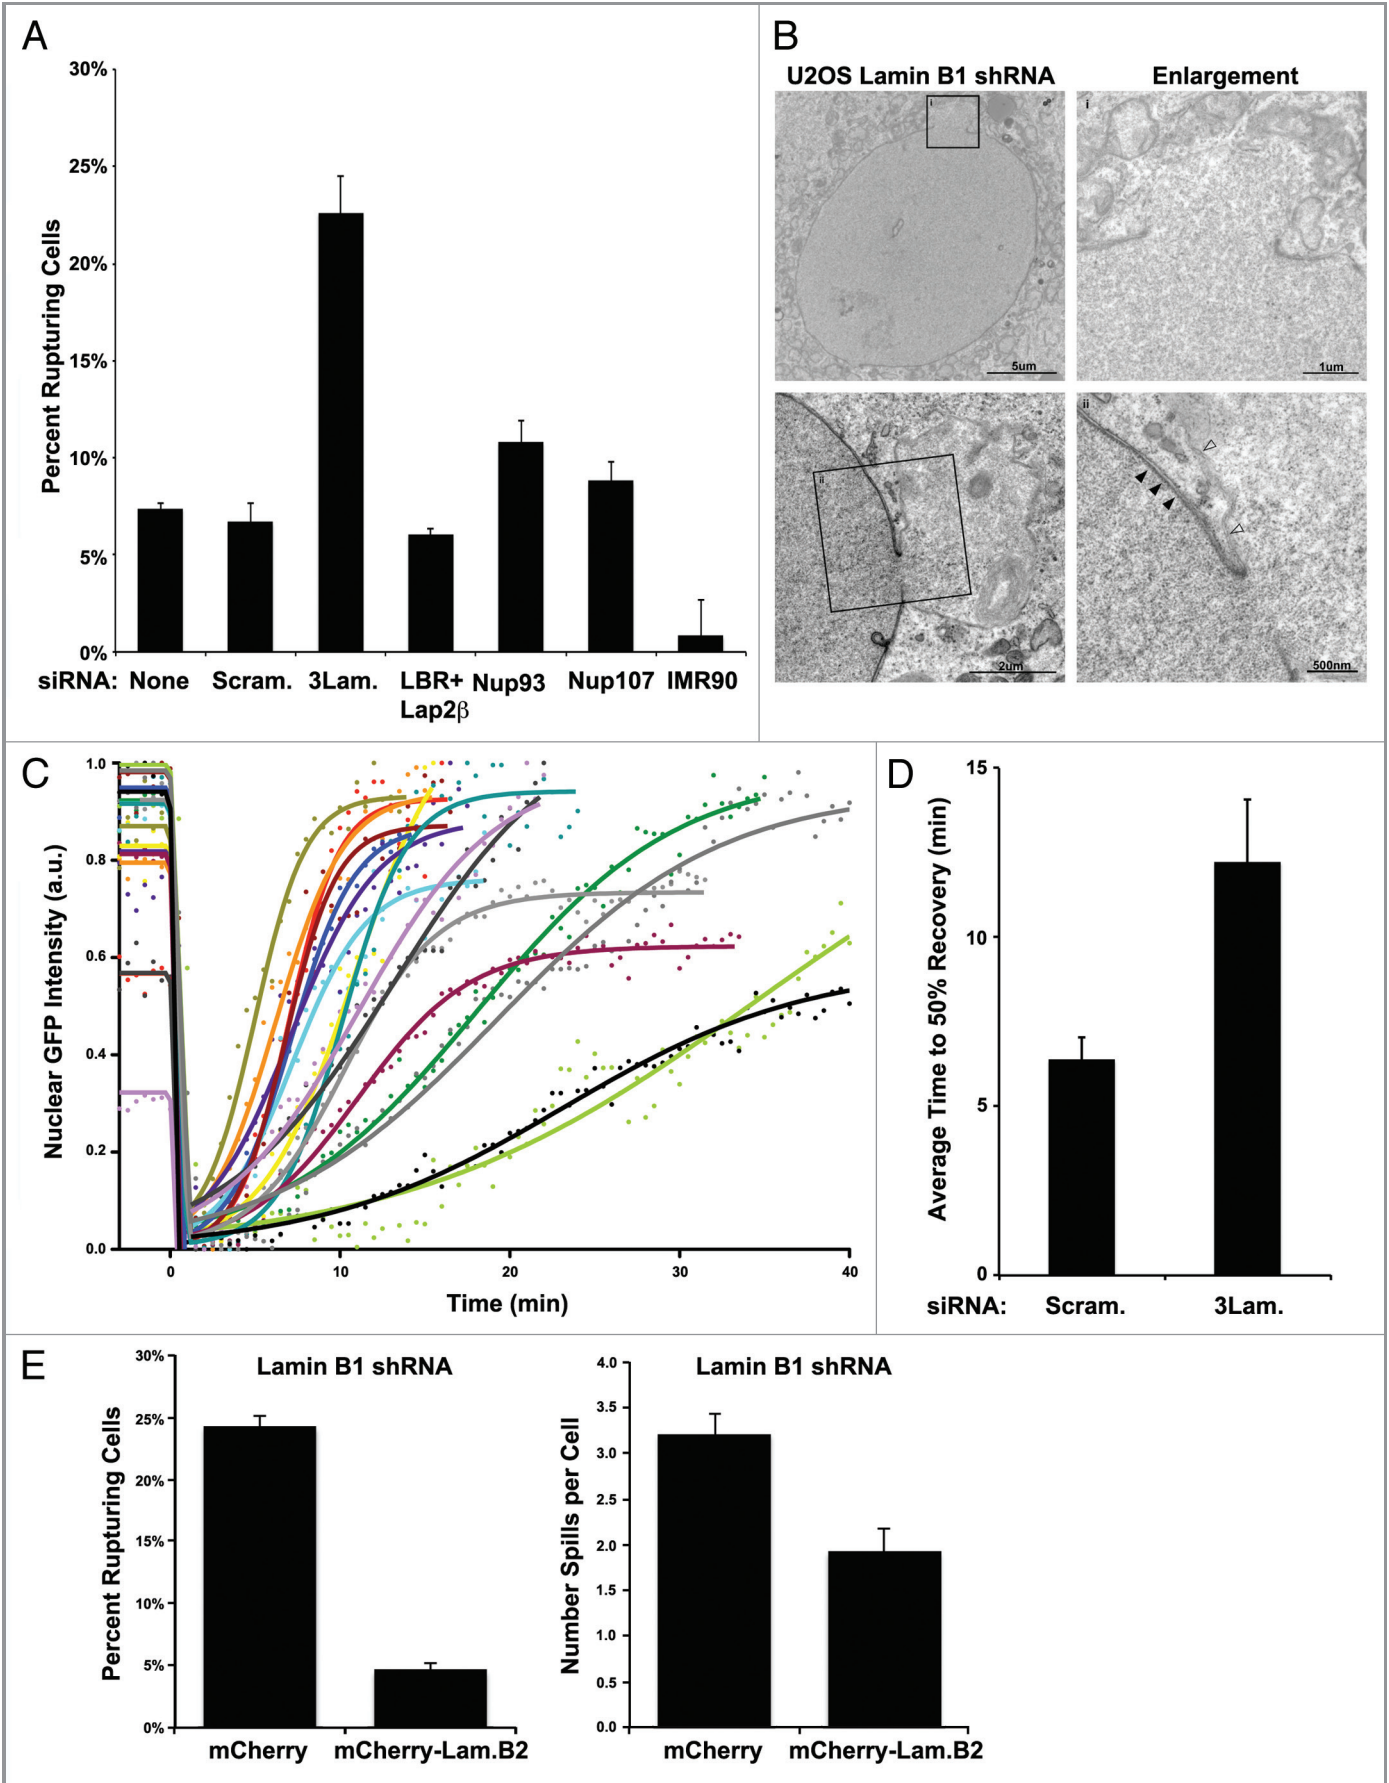 A
30%
25%
20%
15%
10%
5%
0%
Percent Rupturing Cells
siRNA: None Scram. 3Lam. LBR+ Nup93 Nup107 IMR90
Lap2β
B
U2OS Lamin B1 shRNA
Enlargement
i
5um
i
1um
ii
2um
ii
500nm
C
1.0
0.8
0.6
0.4
0.2
0.0
Nuclear GFP Intensity (a.u.)
0 10 20 30 40
Time (min)
D
15
10
5
0
Average Time to 50% Recovery (min)
siRNA: Scram. 3Lam.
E
Lamin B1 shRNA
30%
25%
20%
15%
10%
5%
0%
Percent Rupturing Cells
mCherry mCherry-Lam.B2
Lamin B1 shRNA
4.0
3.5
3.0
2.5
2.0
1.5
1.0
0.5
0.0
Number Spills per Cell
mCherry mCherry-Lam.B2